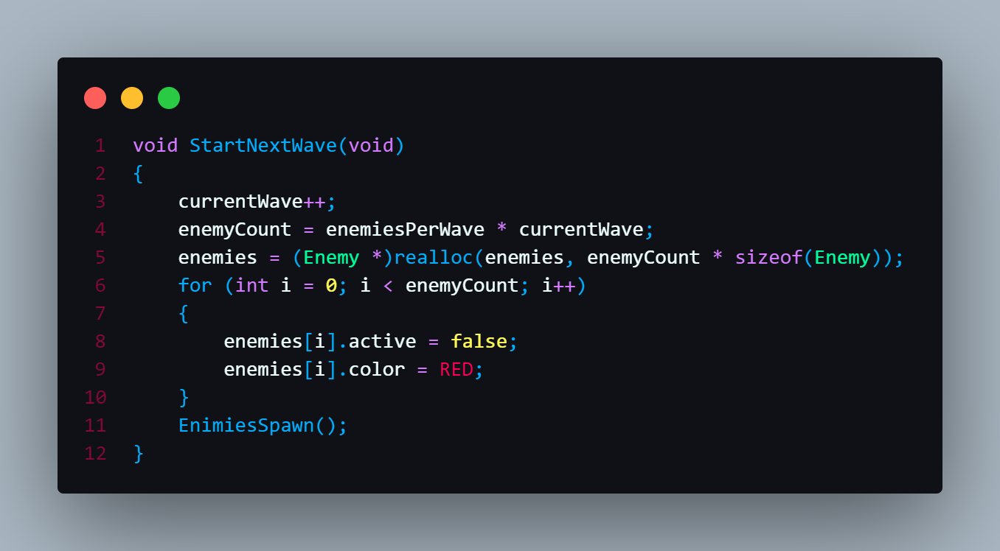 1 void StartNextWave(void)
2 {
3     currentWave++;
4     enemyCount = enemiesPerWave * currentWave;
5     enemies = (Enemy *)realloc(enemies, enemyCount * sizeof(Enemy));
6     for (int i = 0; i < enemyCount; i++)
7     {
8         enemies[i].active = false;
9         enemies[i].color = RED;
10     }
11     EnimiesSpawn();
12 }